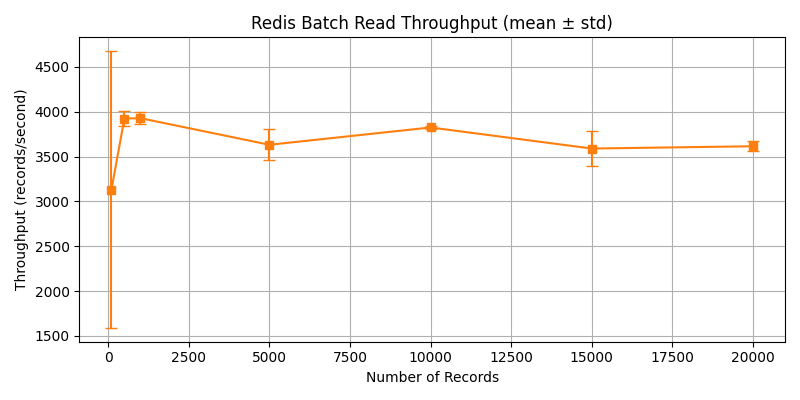 Redis Batch Read Throughput (mean ± std)
Throughput (records/second)
4500
4000
3500
3000
2500
2000
1500
0 2500 5000 7500 10000 12500 15000 17500 20000
Number of Records